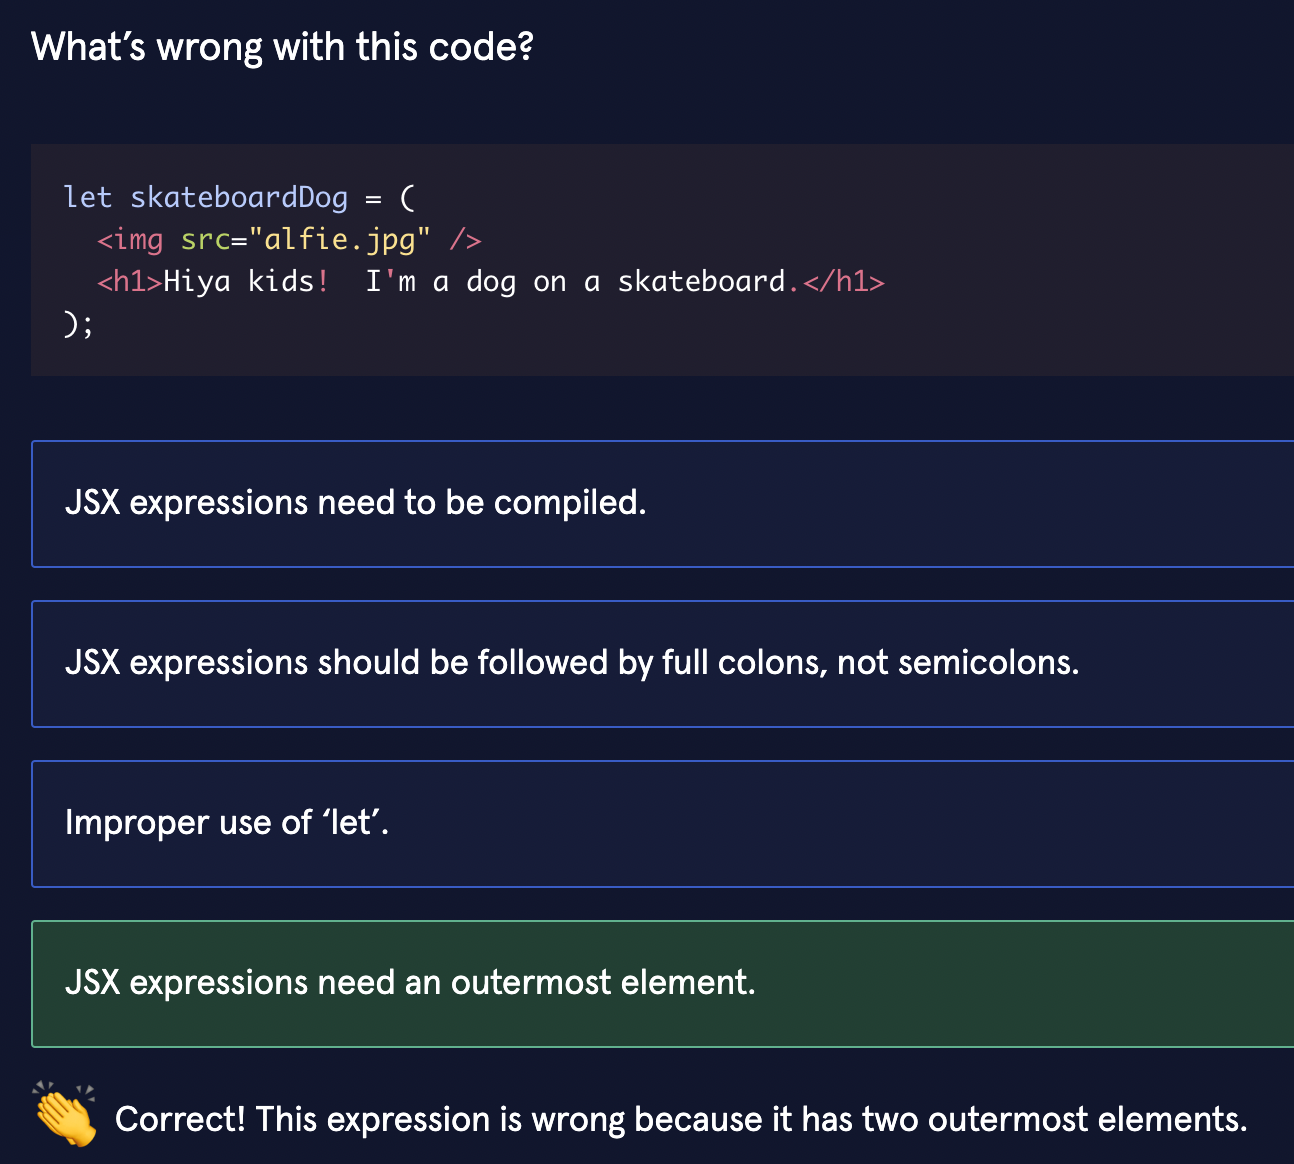 What’s wrong with this code?
let skateboardDog = (
  <img src="alfie.jpg" />
  <h1>Hiya kids!  I'm a dog on a skateboard.</h1>
);
JSX expressions need to be compiled.
JSX expressions should be followed by full colons, not semicolons.
Improper use of ‘let’.
JSX expressions need an outermost element.
👏 Correct! This expression is wrong because it has two outermost elements.